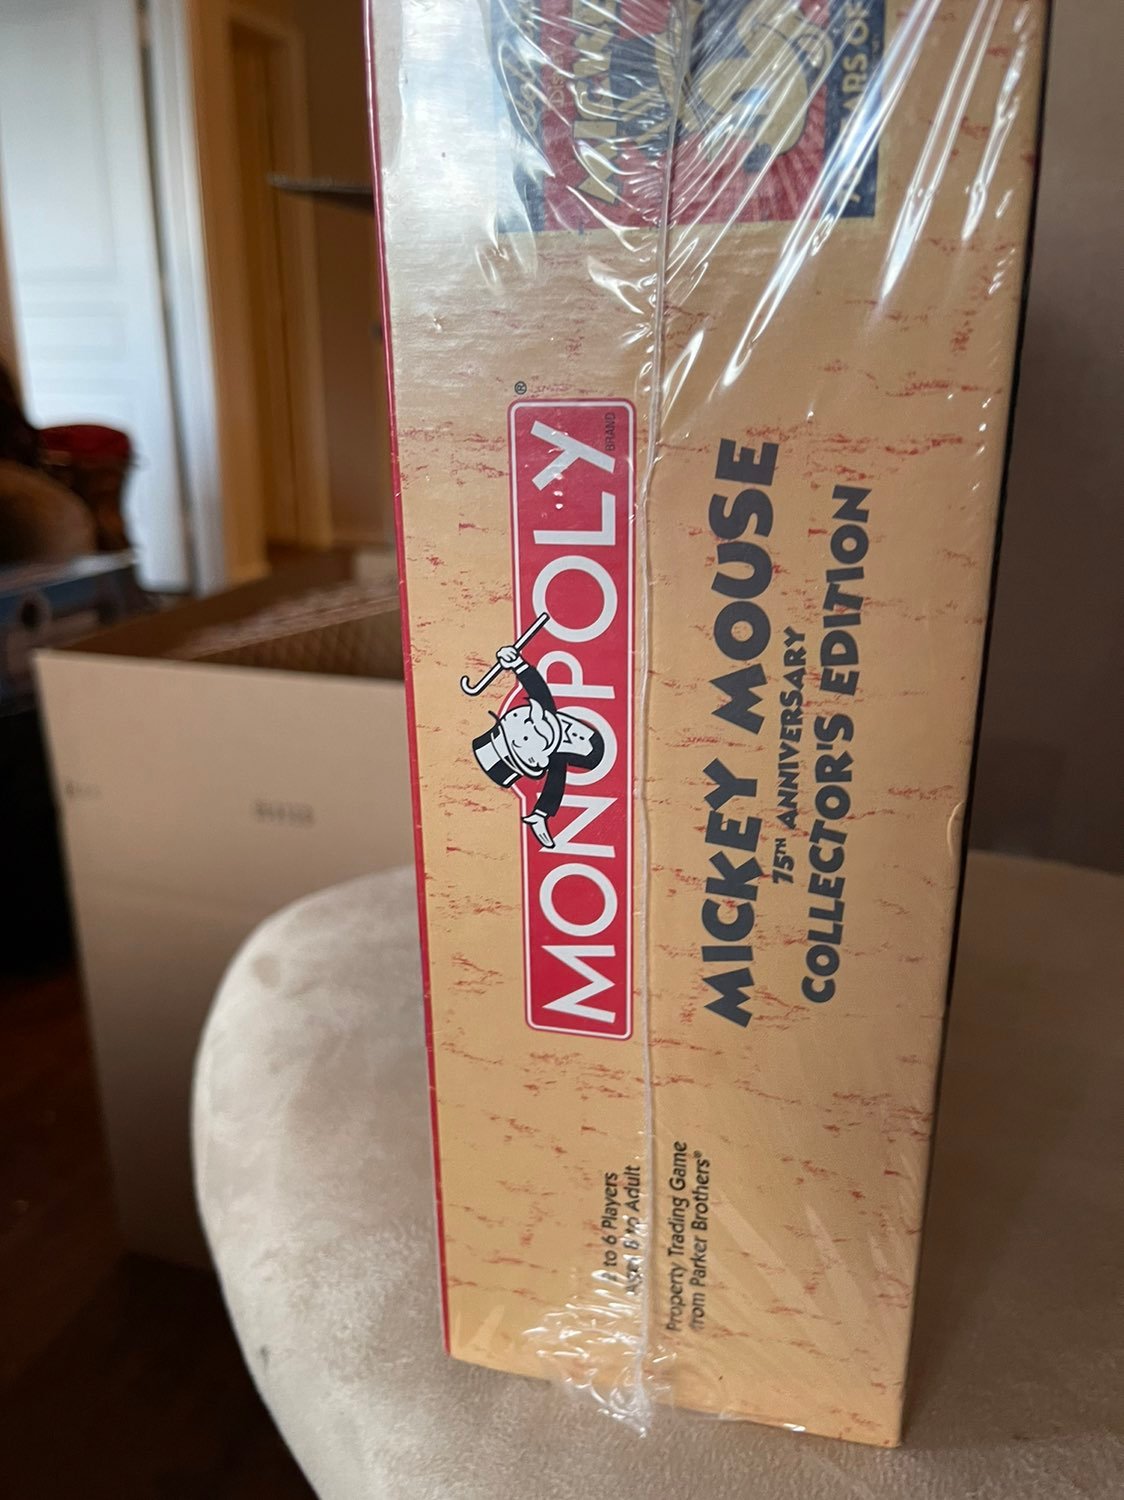 MONOPOLY®
BRAND
MICKEY MOUSE
75TH ANNIVERSARY
COLLECTOR'S EDITION
to 6 Players
to Adult
Property Trading Game
from Parker Brothers®